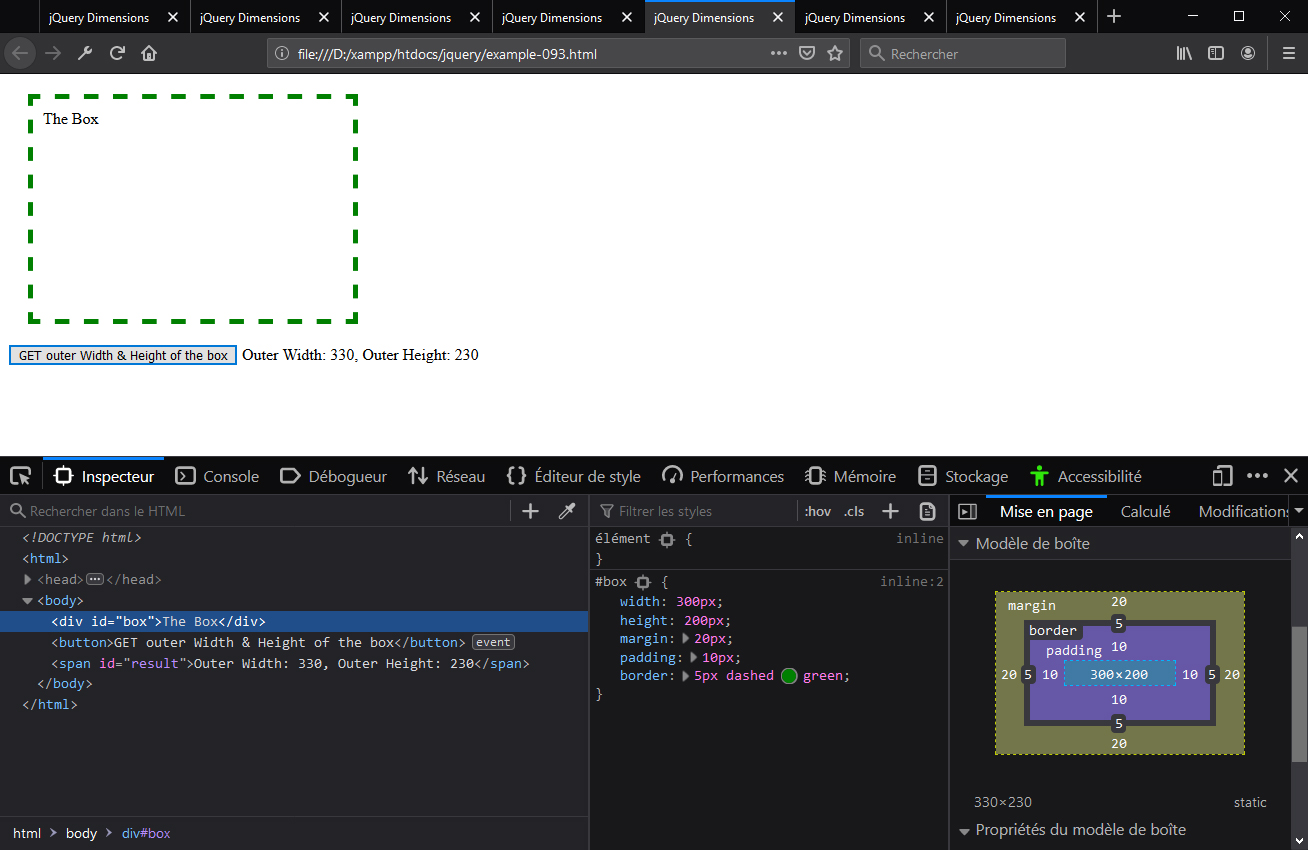 jQuery Dimensions jQuery Dimensions jQuery Dimensions jQuery Dimensions jQuery Dimensions jQuery Dimensions jQuery Dimensions
file:///D:/xampp/htdocs/jquery/example-093.html Rechercher
The Box
GET outer Width & Height of the box Outer Width: 330, Outer Height: 230
Inspecteur Console Débogueur Réseau Éditeur de style Performances Mémoire Stockage Accessibilité
Rechercher dans le HTML
<!DOCTYPE html>
<html>
<head></head>
<body>
<div id="box">The Box</div>
<button>GET outer Width & Height of the box</button> event
<span id="result">Outer Width: 330, Outer Height: 230</span>
</body>
</html>
html > body > div#box
Filtrer les styles :hov .cls
élément { inline
}
#box { inline:2
width: 300px;
height: 200px;
margin: 20px;
padding: 10px;
border: 5px dashed green;
}
Mise en page Calculé Modifications
Modèle de boîte
margin 20
border 5
padding 10
20 5 10 300×200 10 5 20
10
5
20
330×230 static
Propriétés du modèle de boîte